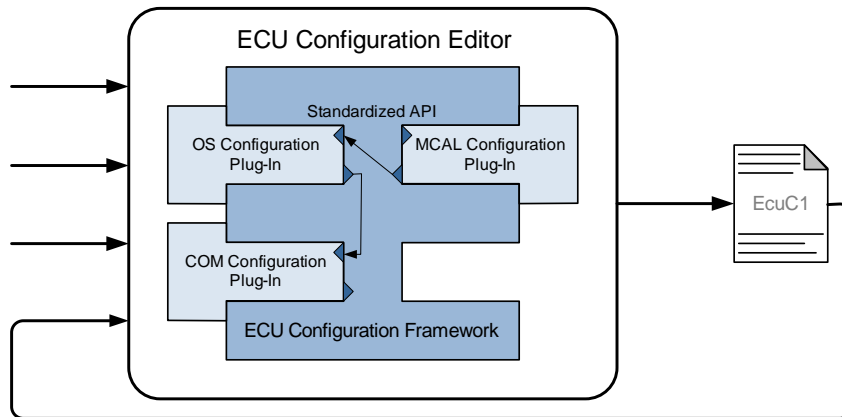 ECU Configuration Editor
Standardized API
OS Configuration
Plug-In
MCAL Configuration
Plug-In
EcuC1
COM Configuration
Plug-In
ECU Configuration Framework